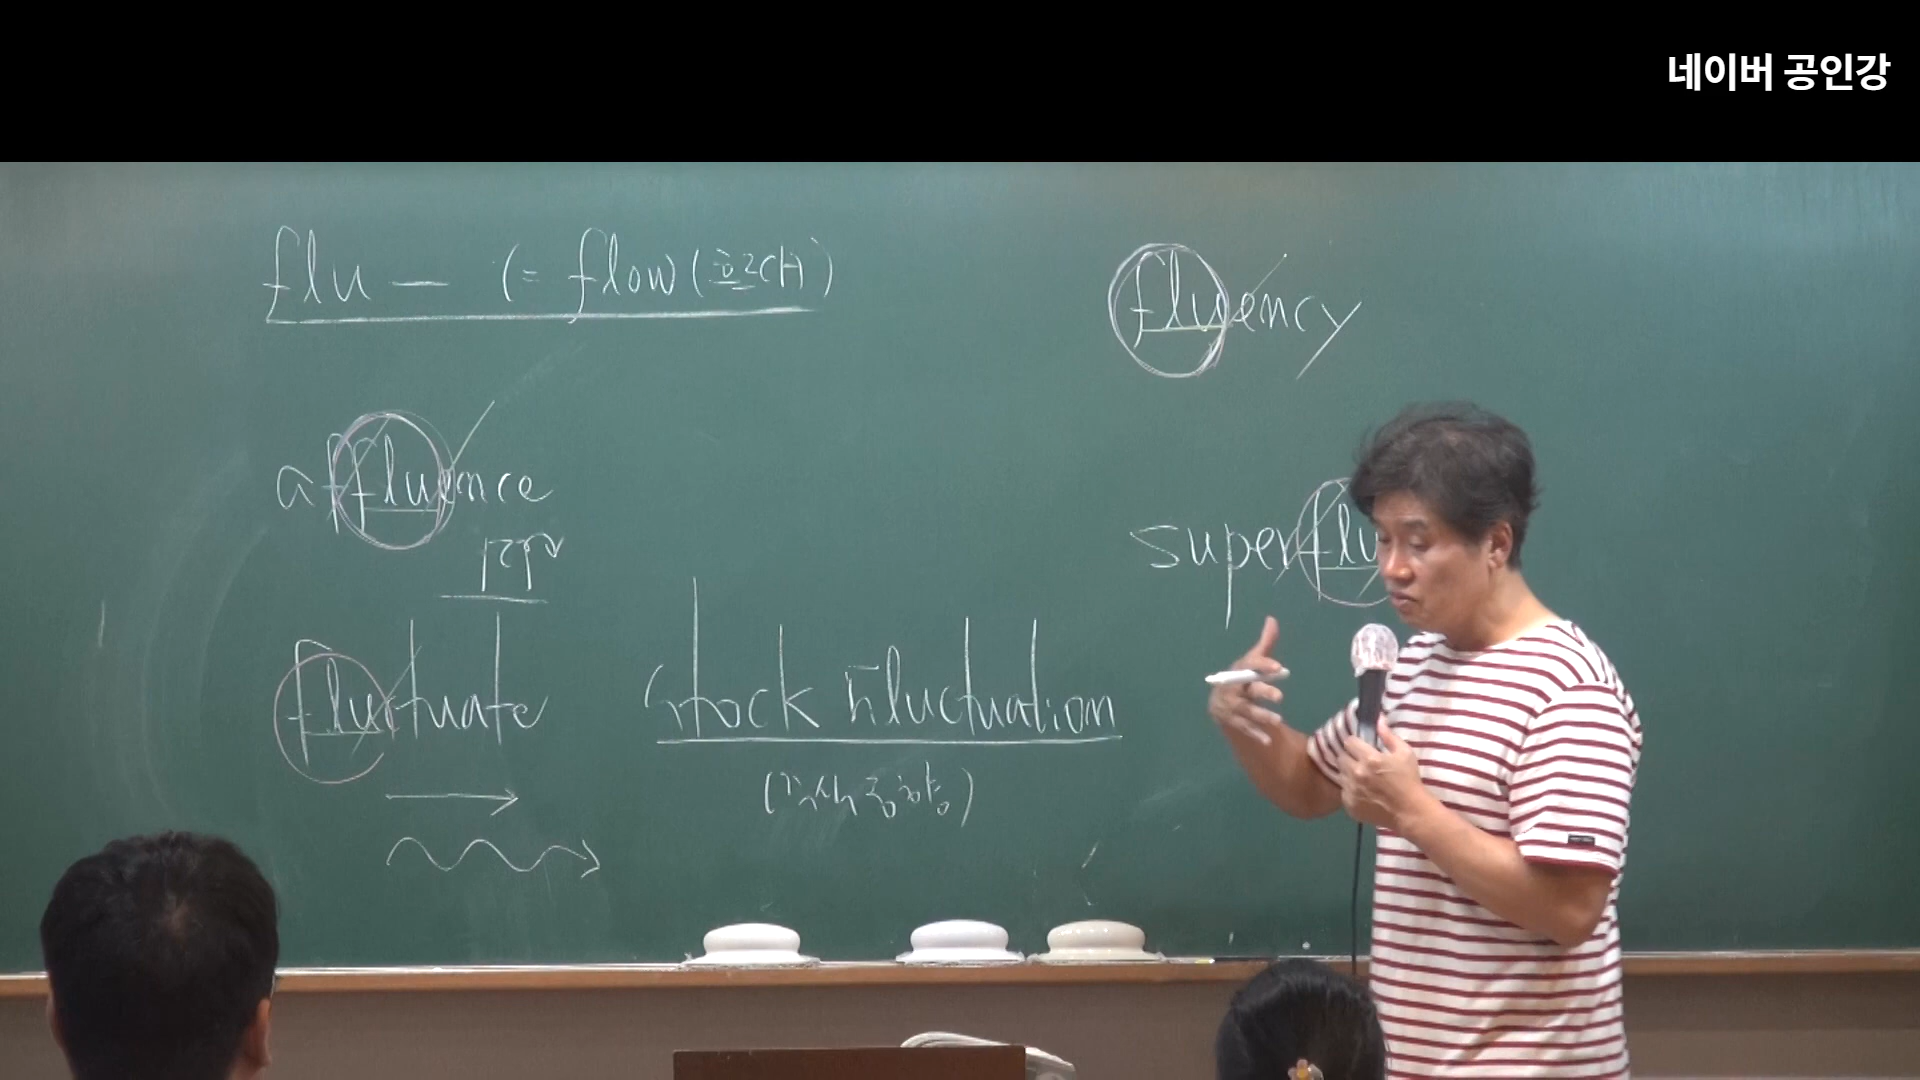 네이버 공인강
flu — (= flow (흐르다)
fluency
affluence
superflu
fluctuate
stock fluctuation